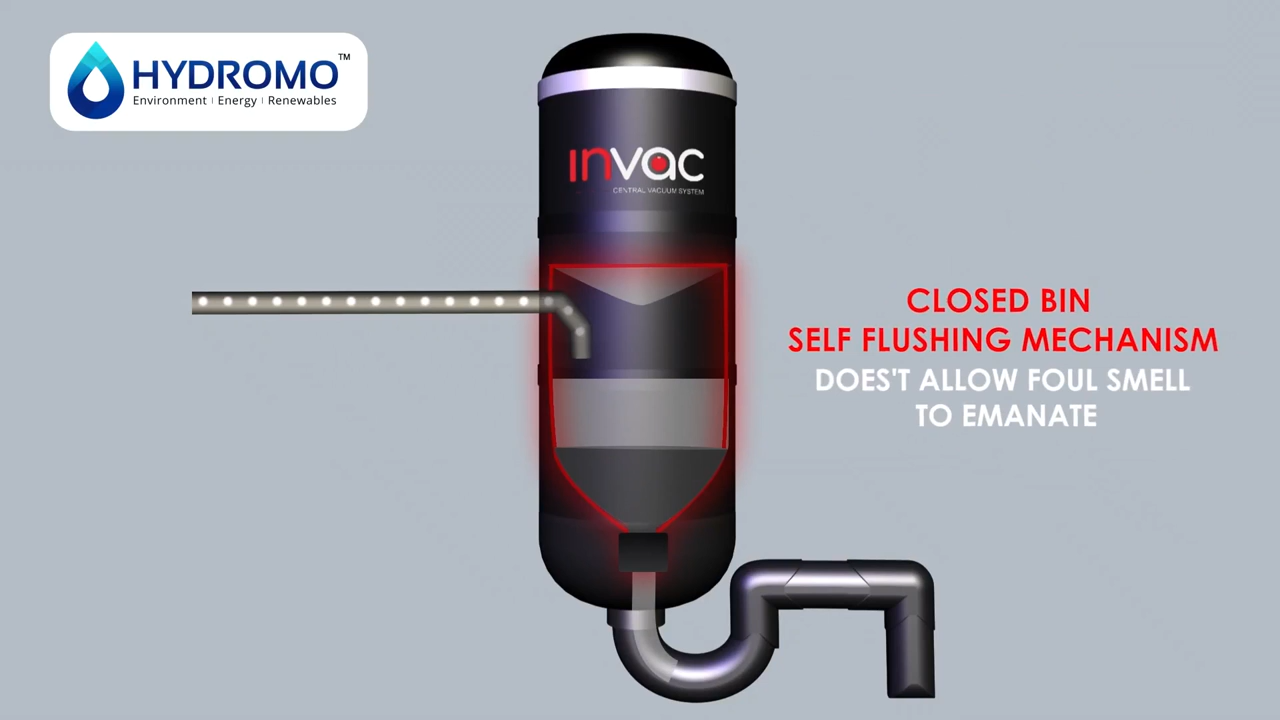 HYDROMO™
Environment | Energy | Renewables
invac
CENTRAL VACUUM SYSTEM
CLOSED BIN
SELF FLUSHING MECHANISM
DOES'T ALLOW FOUL SMELL
TO EMANATE